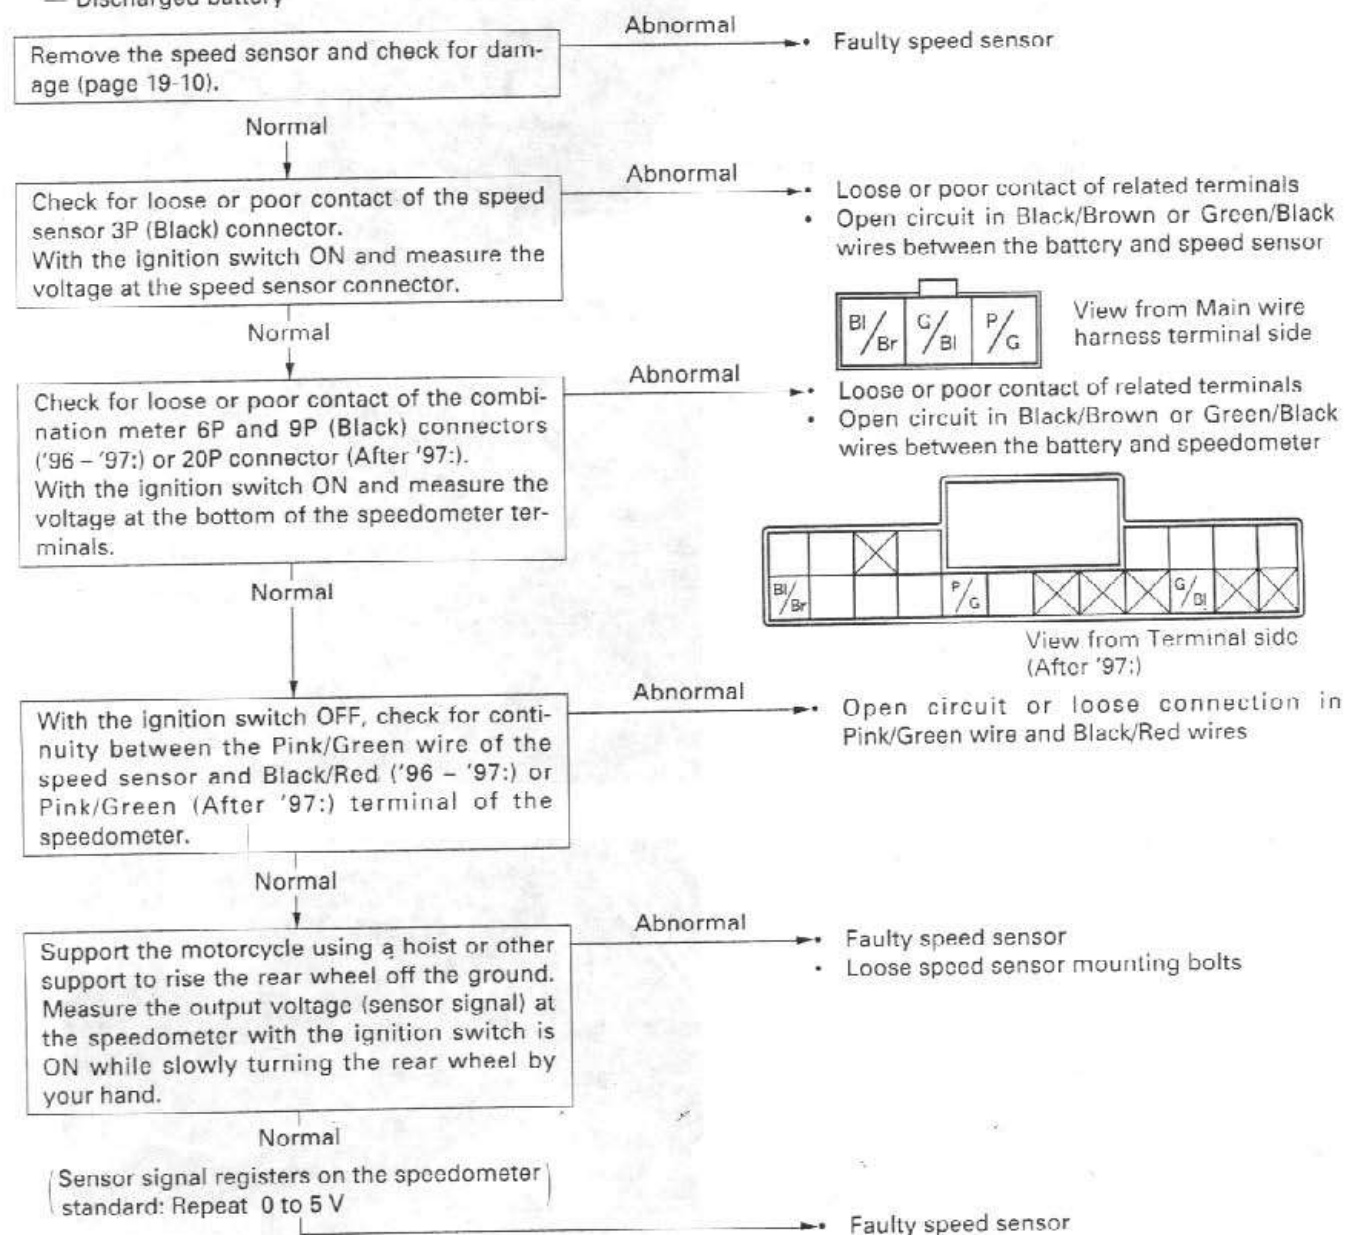 — Discharged battery
Abnormal
Remove the speed sensor and check for dam-
age (page 19-10).
• Faulty speed sensor
Normal
Abnormal
Check for loose or poor contact of the speed
sensor 3P (Black) connector.
With the ignition switch ON and measure the
voltage at the speed sensor connector.
• Loose or poor contact of related terminals
• Open circuit in Black/Brown or Green/Black
wires between the battery and speed sensor
Bl/Br G/Bl P/G
View from Main wire
harness terminal side
Normal
Abnormal
Check for loose or poor contact of the combi-
nation meter 6P and 9P (Black) connectors
('96 – '97:) or 20P connector (After '97:).
With the ignition switch ON and measure the
voltage at the bottom of the speedometer ter-
minals.
• Loose or poor contact of related terminals
• Open circuit in Black/Brown or Green/Black
wires between the battery and speedometer
Bl/Br P/G G/Bl
View from Terminal side
(After '97:)
Normal
Abnormal
With the ignition switch OFF, check for conti-
nuity between the Pink/Green wire of the
speed sensor and Black/Red ('96 – '97:) or
Pink/Green (After '97:) terminal of the
speedometer.
• Open circuit or loose connection in
Pink/Green wire and Black/Red wires
Normal
Abnormal
Support the motorcycle using a hoist or other
support to rise the rear wheel off the ground.
Measure the output voltage (sensor signal) at
the speedometer with the ignition switch is
ON while slowly turning the rear wheel by
your hand.
• Faulty speed sensor
• Loose speed sensor mounting bolts
Normal
(Sensor signal registers on the speedometer
standard: Repeat 0 to 5 V)
• Faulty speed sensor